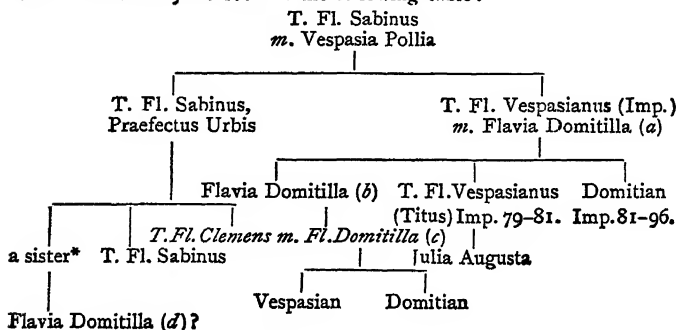 T. Fl. Sabinus
m. Vespasia Pollia
T. Fl. Sabinus, T. Fl. Vespasianus (Imp.)
Praefectus Urbis m. Flavia Domitilla (a)
Flavia Domitilla (b) T. Fl.Vespasianus Domitian
(Titus) Imp. 79–81. Imp.81–96.
T.Fl.Clemens m. Fl.Domitilla (c)
a sister* T. Fl. Sabinus Julia Augusta
Vespasian Domitian
Flavia Domitilla (d)?